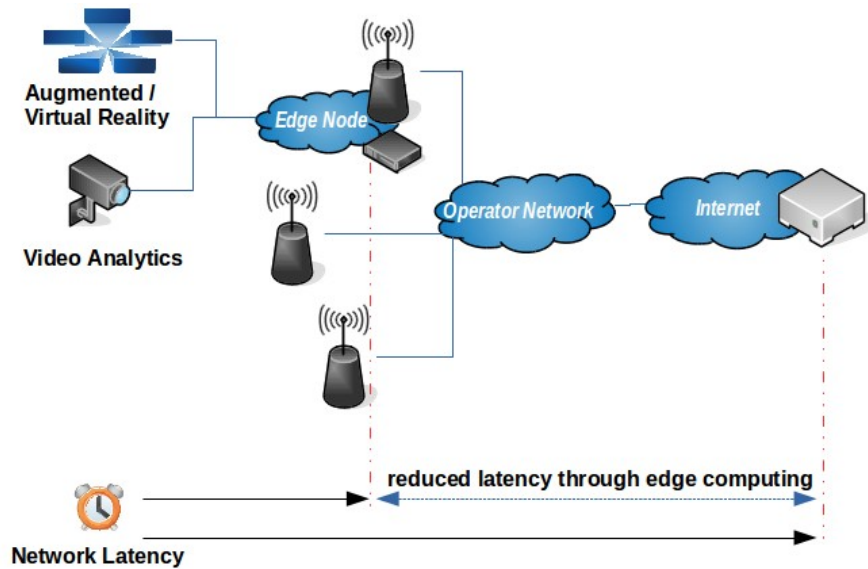 Augmented /
Virtual Reality
Edge Node
Video Analytics
Operator Network
Internet
reduced latency through edge computing
Network Latency